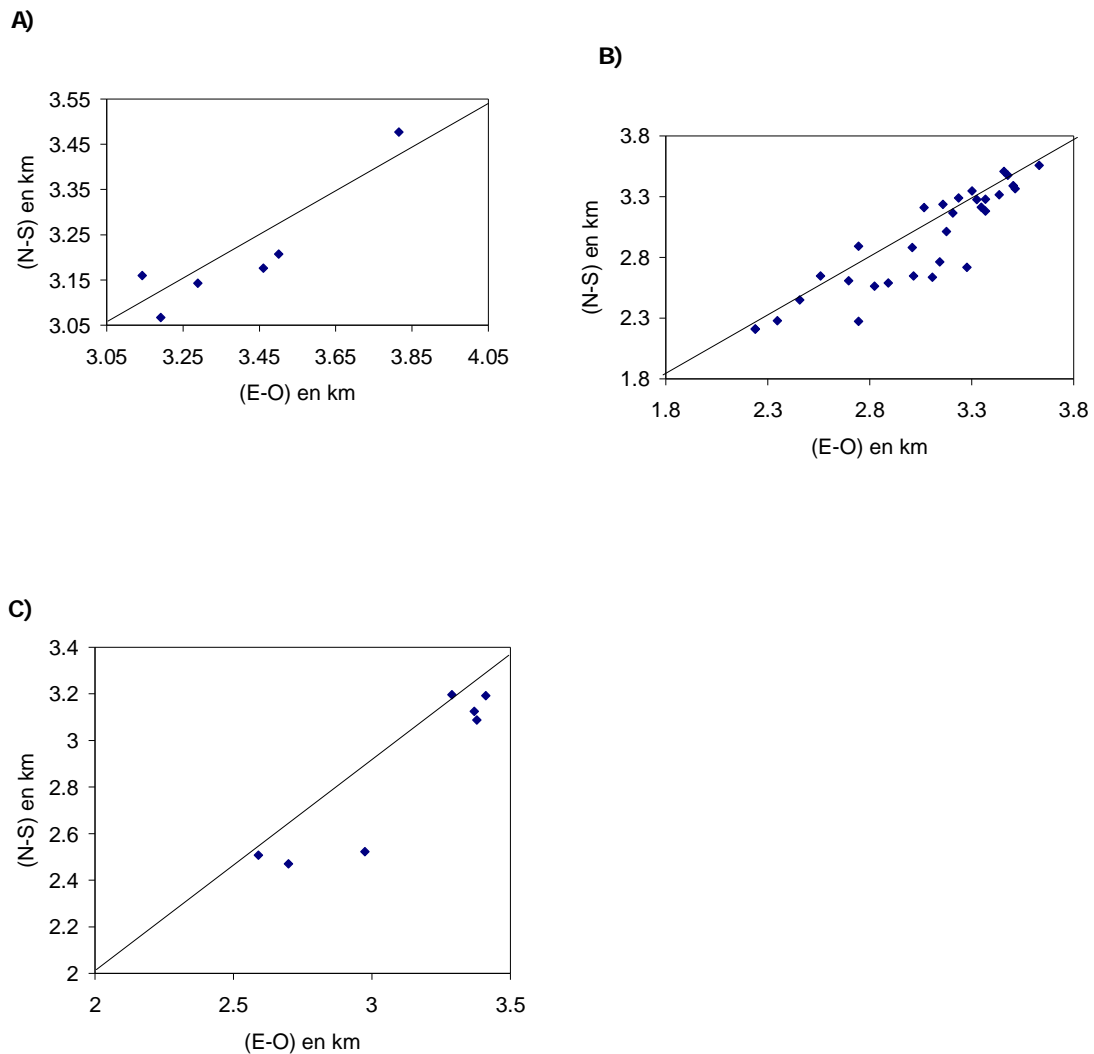 A)
3.55
3.45
3.35
3.25
3.15
3.05
(N-S) en km
3.05 3.25 3.45 3.65 3.85 4.05
(E-O) en km
B)
3.8
3.3
2.8
2.3
1.8
(N-S) en km
1.8 2.3 2.8 3.3 3.8
(E-O) en km
C)
3.4
3.2
3
2.8
2.6
2.4
2.2
2
(N-S) en km
2 2.5 3 3.5
(E-O) en km